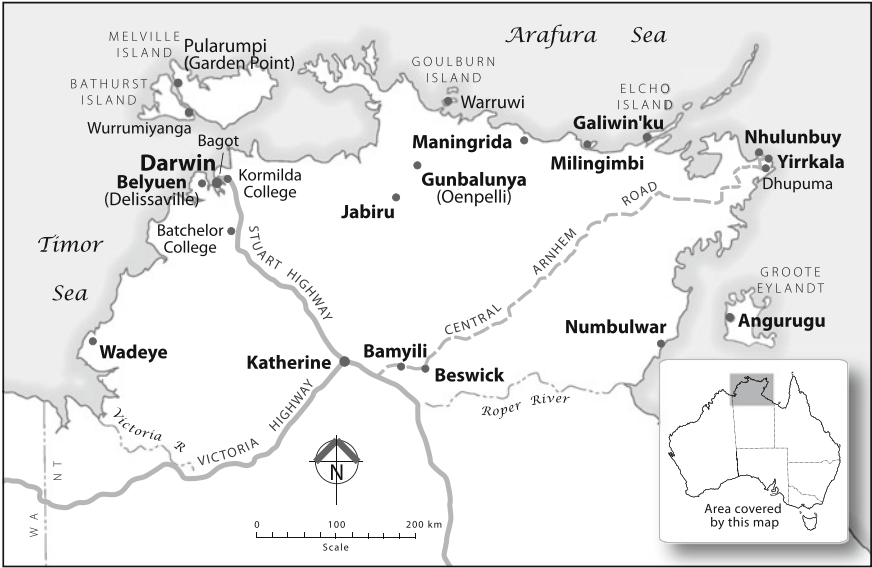 Arafura Sea
MELVILLE
ISLAND
Pularumpi
(Garden Point)
GOULBURN
ISLAND
BATHURST
ISLAND
ELCHO
ISLAND
Warruwi
Wurrumiyanga
Galiwin'ku
Bagot
Maningrida
Nhulunbuy
Darwin
Milingimbi
Yirrkala
Belyuen
(Delissaville)
Kormilda
College
Gunbalunya
(Oenpelli)
Dhupuma
Jabiru
ROAD
Batchelor
College
STUART HIGHWAY
ARNHEM
Timor
Sea
GROOTE
EYLANDT
CENTRAL
Numbulwar
Angurugu
Wadeye
Katherine
Bamyili
Beswick
Roper River
Victoria R
VICTORIA HIGHWAY
N
WA
NT
0 100 200 km
Scale
Area covered
by this map